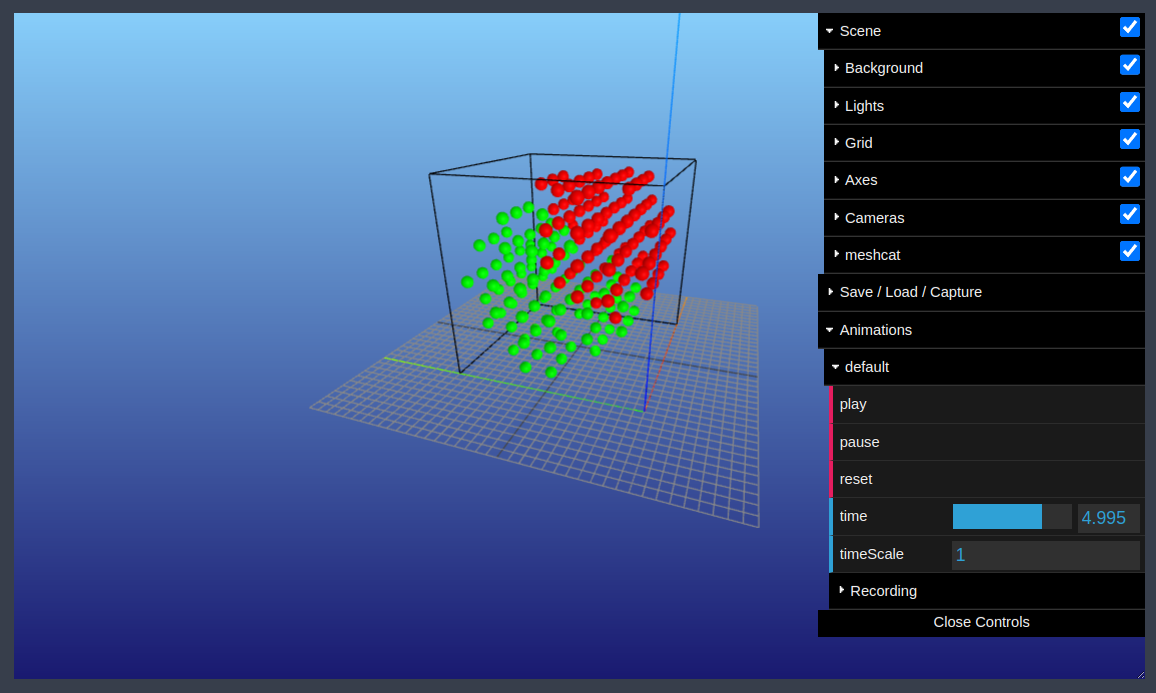 Scene
Background
Lights
Grid
Axes
Cameras
meshcat
Save / Load / Capture
Animations
default
play
pause
reset
time 4.995
timeScale 1
Recording
Close Controls